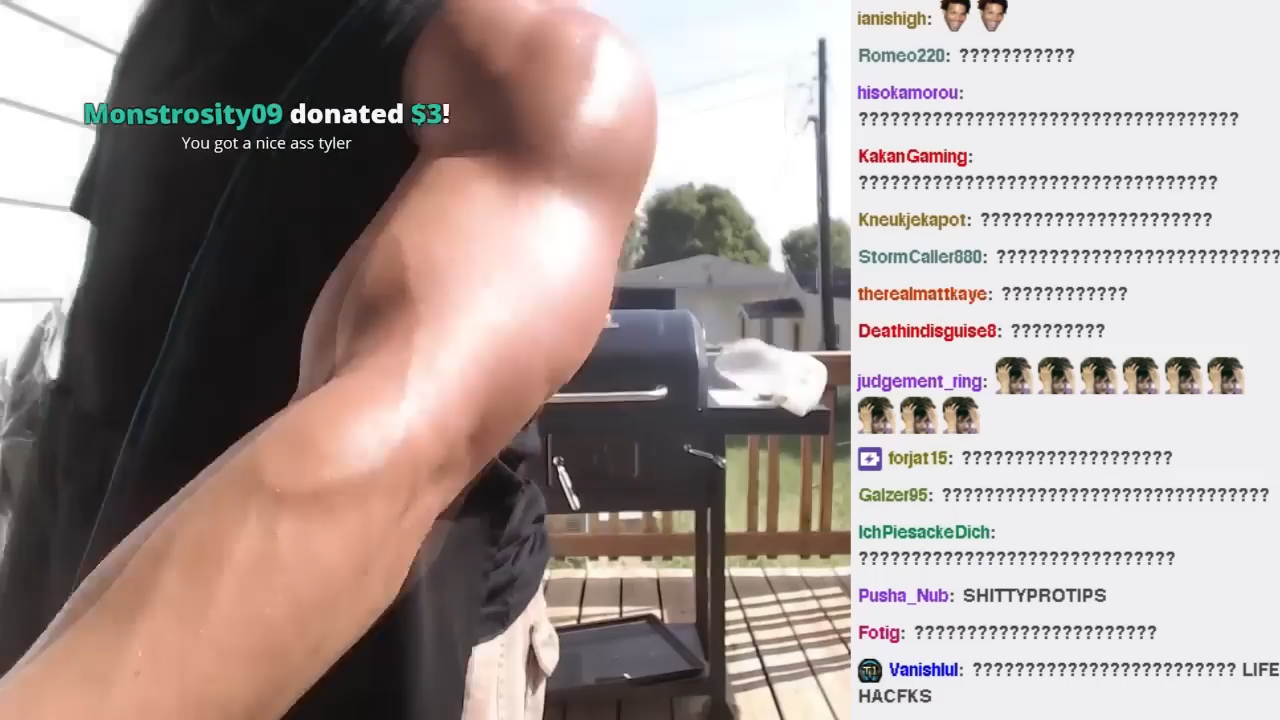 Monstrosity09 donated $3!
You got a nice ass tyler
ianishigh:
Romeo220: ???????????
hisokamorou:
????????????????????????????????????
KakanGaming:
??????????????????????????????????
Kneukjekapot: ??????????????????????
StormCaller880: ???????????????????????????
therealmattkaye: ????????????
Deathindisguise8: ?????????
judgement_ring:
forjat15: ????????????????????
Galzer95: ???????????????????????????????
IchPiesackeDich:
??????????????????????????????
Pusha_Nub: SHITTYPROTIPS
Fotig: ???????????????????????
Vanishlul: ????????????????????????? LIFE
HACFKS